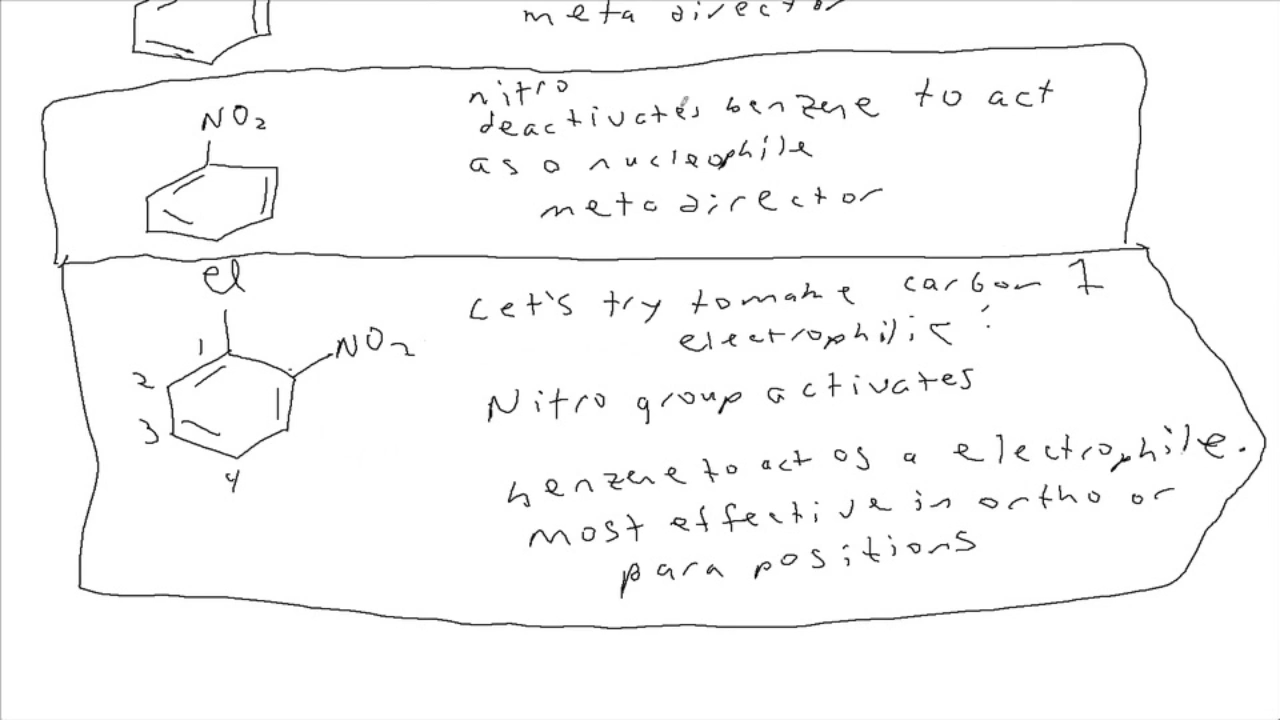 meta director
NO2
nitro
deactivates benzene to act
as a nucleophile
meta director
Cl
1
2
3
4
NO2
Let's try to make carbon 1
electrophilic:
Nitro group activates
benzene to act as a electrophile.
most effective in ortho or
para positions